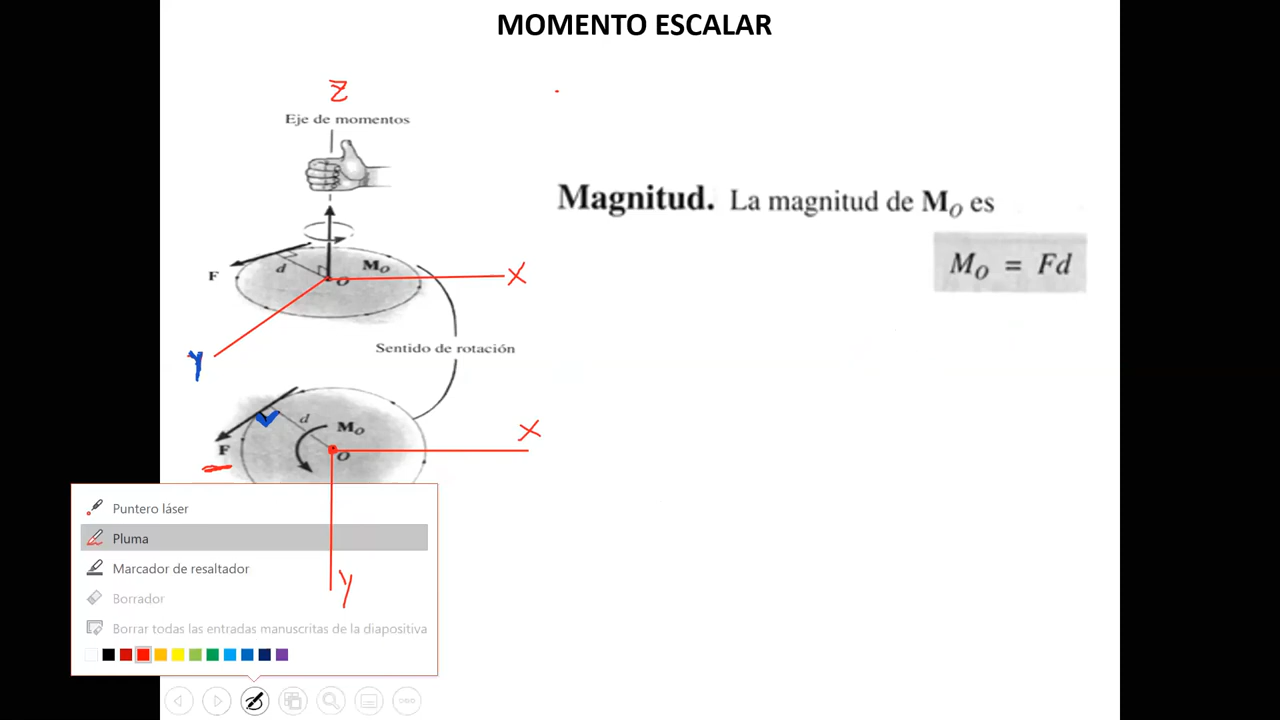 MOMENTO ESCALAR
Z
Eje de momentos
Magnitud. La magnitud de Mo es
Mo = Fd
F
d
Mo
O
X
Y
Sentido de rotación
d
Mo
X
F
O
Puntero láser
Pluma
Marcador de resaltador
Borrador
Borrar todas las entradas manuscritas de la diapositiva
Y